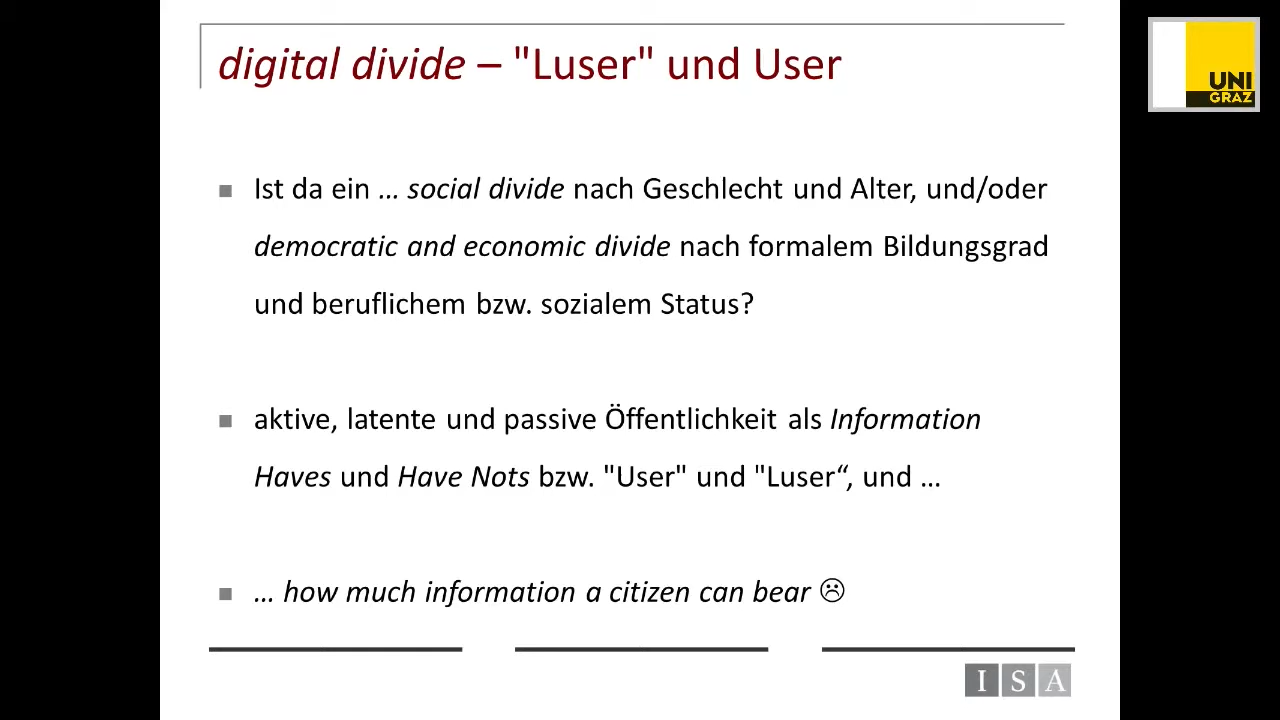 digital divide – "Luser" und User
Ist da ein … social divide nach Geschlecht und Alter, und/oder
democratic and economic divide nach formalem Bildungsgrad
und beruflichem bzw. sozialem Status?
aktive, latente und passive Öffentlichkeit als Information
Haves und Have Nots bzw. "User" und "Luser“, und …
… how much information a citizen can bear ☹
I S A
UNI
GRAZ